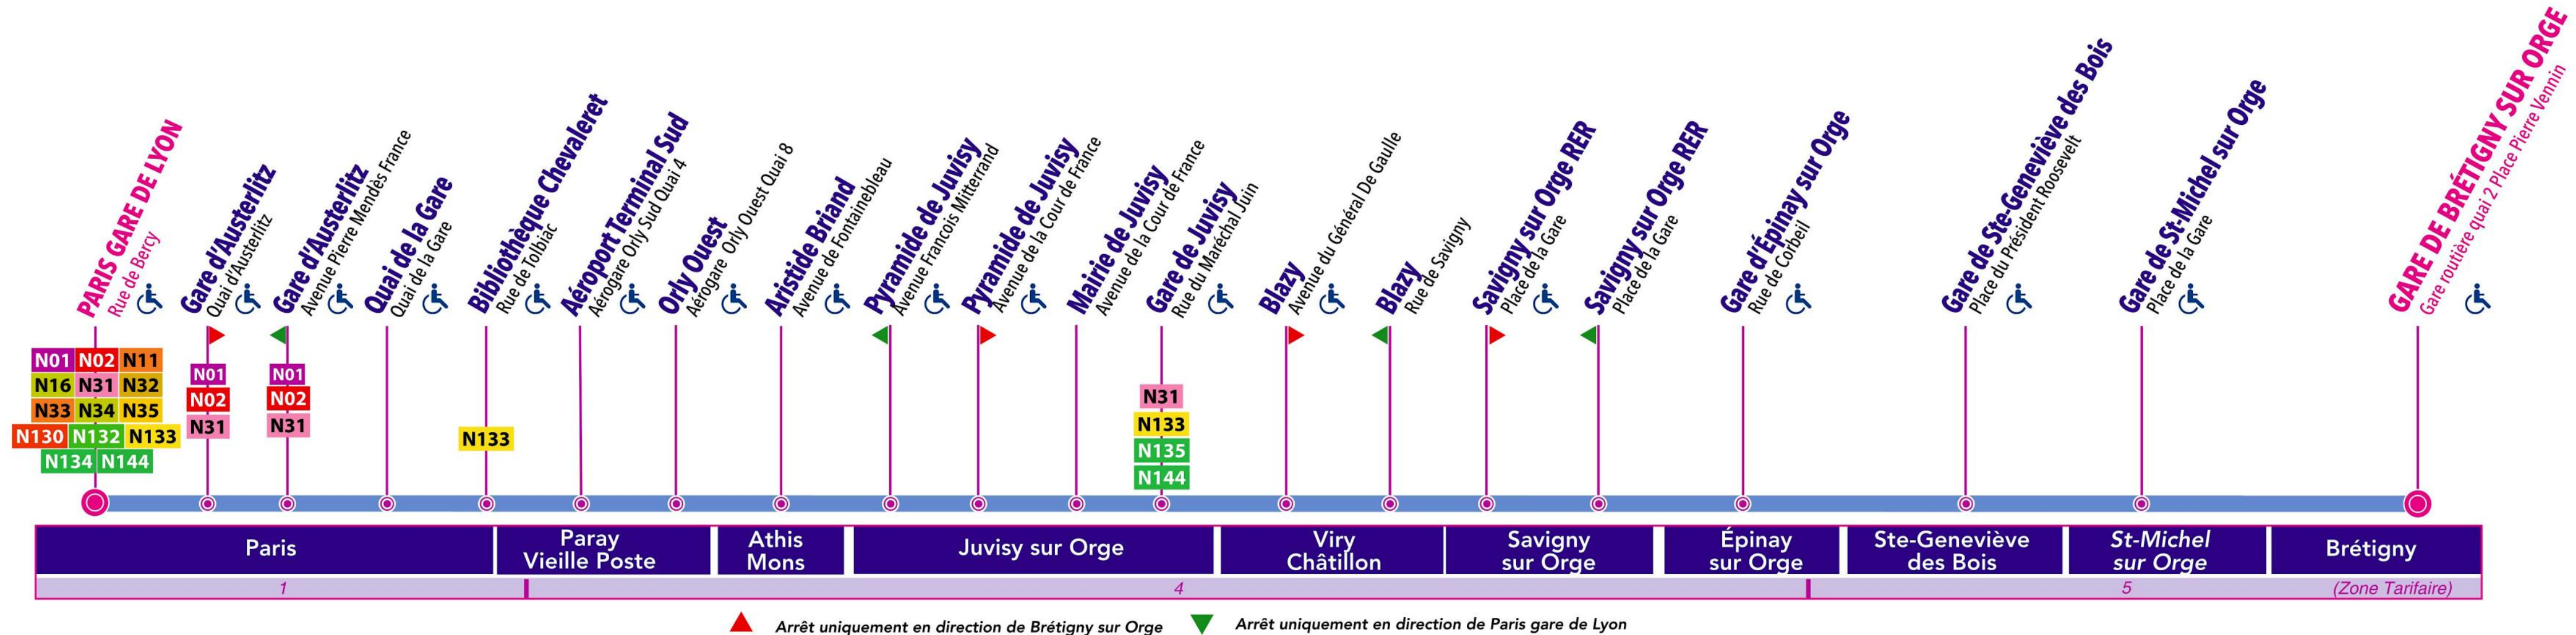 PARIS GARE DE LYON
Rue de Bercy
Gare d'Austerlitz
Quai d'Austerlitz
Gare d'Austerlitz
Avenue Pierre Mendès France
Quai de la Gare
Quai de la Gare
Bibliothèque Chevaleret
Rue de Tolbiac
Aéroport Terminal Sud
Aérogare Orly Sud Quai 4
Orly Ouest
Aérogare Orly Ouest Quai 8
Aristide Briand
Avenue de Fontainebleau
Pyramide de Juvisy
Avenue Francois Mitterrand
Pyramide de Juvisy
Avenue de la Cour de France
Mairie de Juvisy
Avenue de la Cour de France
Gare de Juvisy
Rue du Maréchal Juin
Blazy
Avenue du Général De Gaulle
Blazy
Rue de Savigny
Savigny sur Orge RER
Place de la Gare
Savigny sur Orge RER
Place de la Gare
Gare d'Épinay sur Orge
Rue de Corbeil
Gare de Ste-Geneviève des Bois
Place du Président Roosevelt
Gare de St-Michel sur Orge
Place de la Gare
GARE DE BRÉTIGNY SUR ORGE
Gare routière quai 2 Place Pierre Vennin
N01 N02 N11
N16 N31 N32
N33 N34 N35
N130 N132 N133
N134 N144
N01
N02
N31
N01
N02
N31
N133
N31
N133
N135
N144
Paris
Paray
Vieille Poste
Athis
Mons
Juvisy sur Orge
Viry
Châtillon
Savigny
sur Orge
Épinay
sur Orge
Ste-Geneviève
des Bois
St-Michel
sur Orge
Brétigny
1
4
5
(Zone Tarifaire)
Arrêt uniquement en direction de Brétigny sur Orge
Arrêt uniquement en direction de Paris gare de Lyon